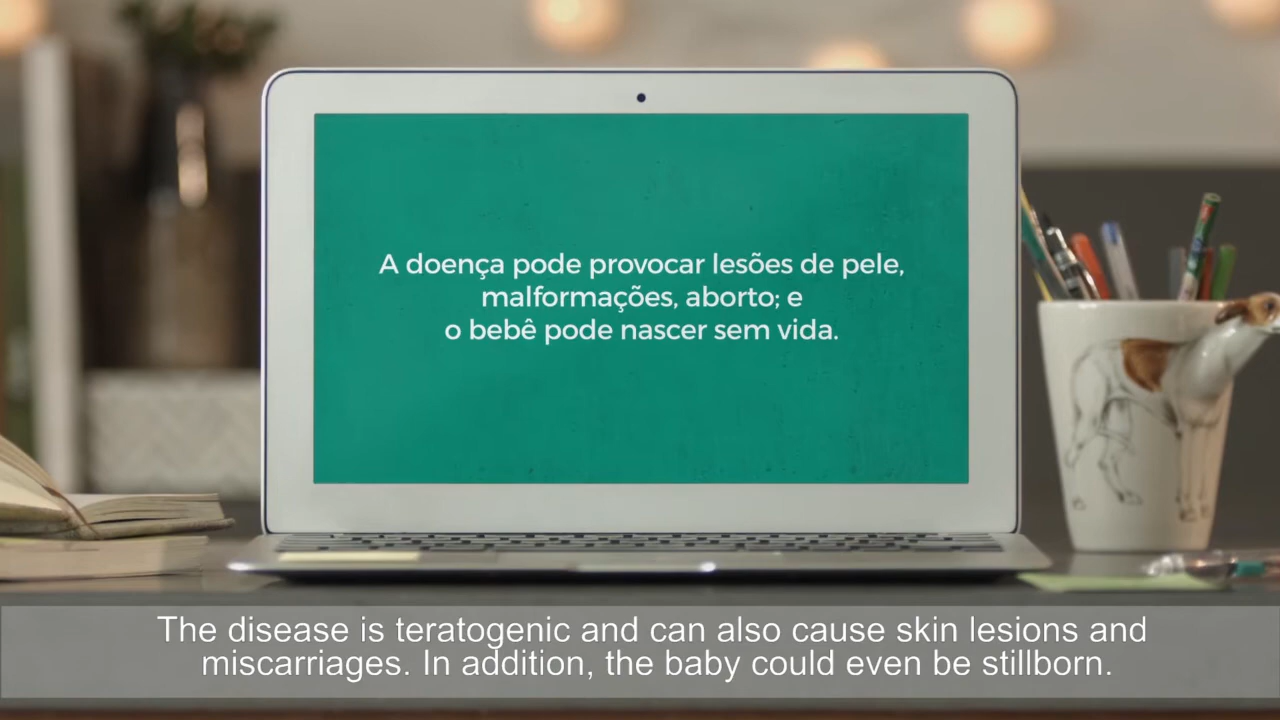 A doença pode provocar lesões de pele,
malformações, aborto; e
o bebê pode nascer sem vida.
The disease is teratogenic and can also cause skin lesions and
miscarriages. In addition, the baby could even be stillborn.